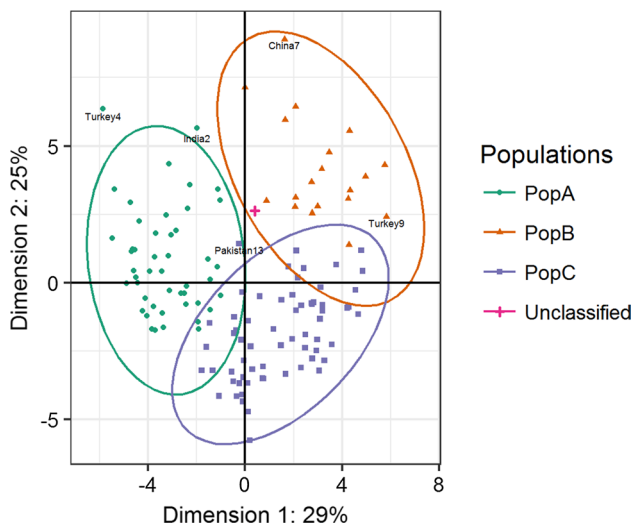 China7
Turkey4
India2
Turkey9
Pakistan13
5
0
-5
-4
0
4
8
Dimension 2: 25%
Dimension 1: 29%
Populations
PopA
PopB
PopC
Unclassified